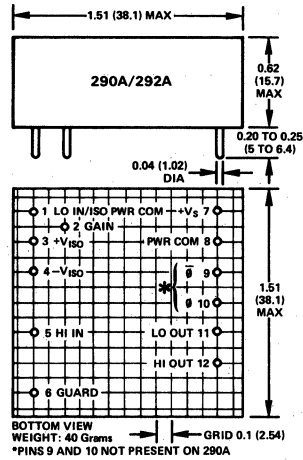 1.51 (38.1) MAX
290A/292A
0.62
(15.7)
MAX
0.20 TO 0.25
(5 TO 6.4)
0.04 (1.02)
DIA
1 LO IN/ISO PWR COM
+VS 7
2 GAIN
3 +VISO
PWR COM 8
4 –VISO
* ø̅ 9
ø 10
1.51
(38.1)
MAX
5 HI IN
LO OUT 11
HI OUT 12
6 GUARD
BOTTOM VIEW
WEIGHT: 40 Grams
GRID 0.1 (2.54)
*PINS 9 AND 10 NOT PRESENT ON 290A